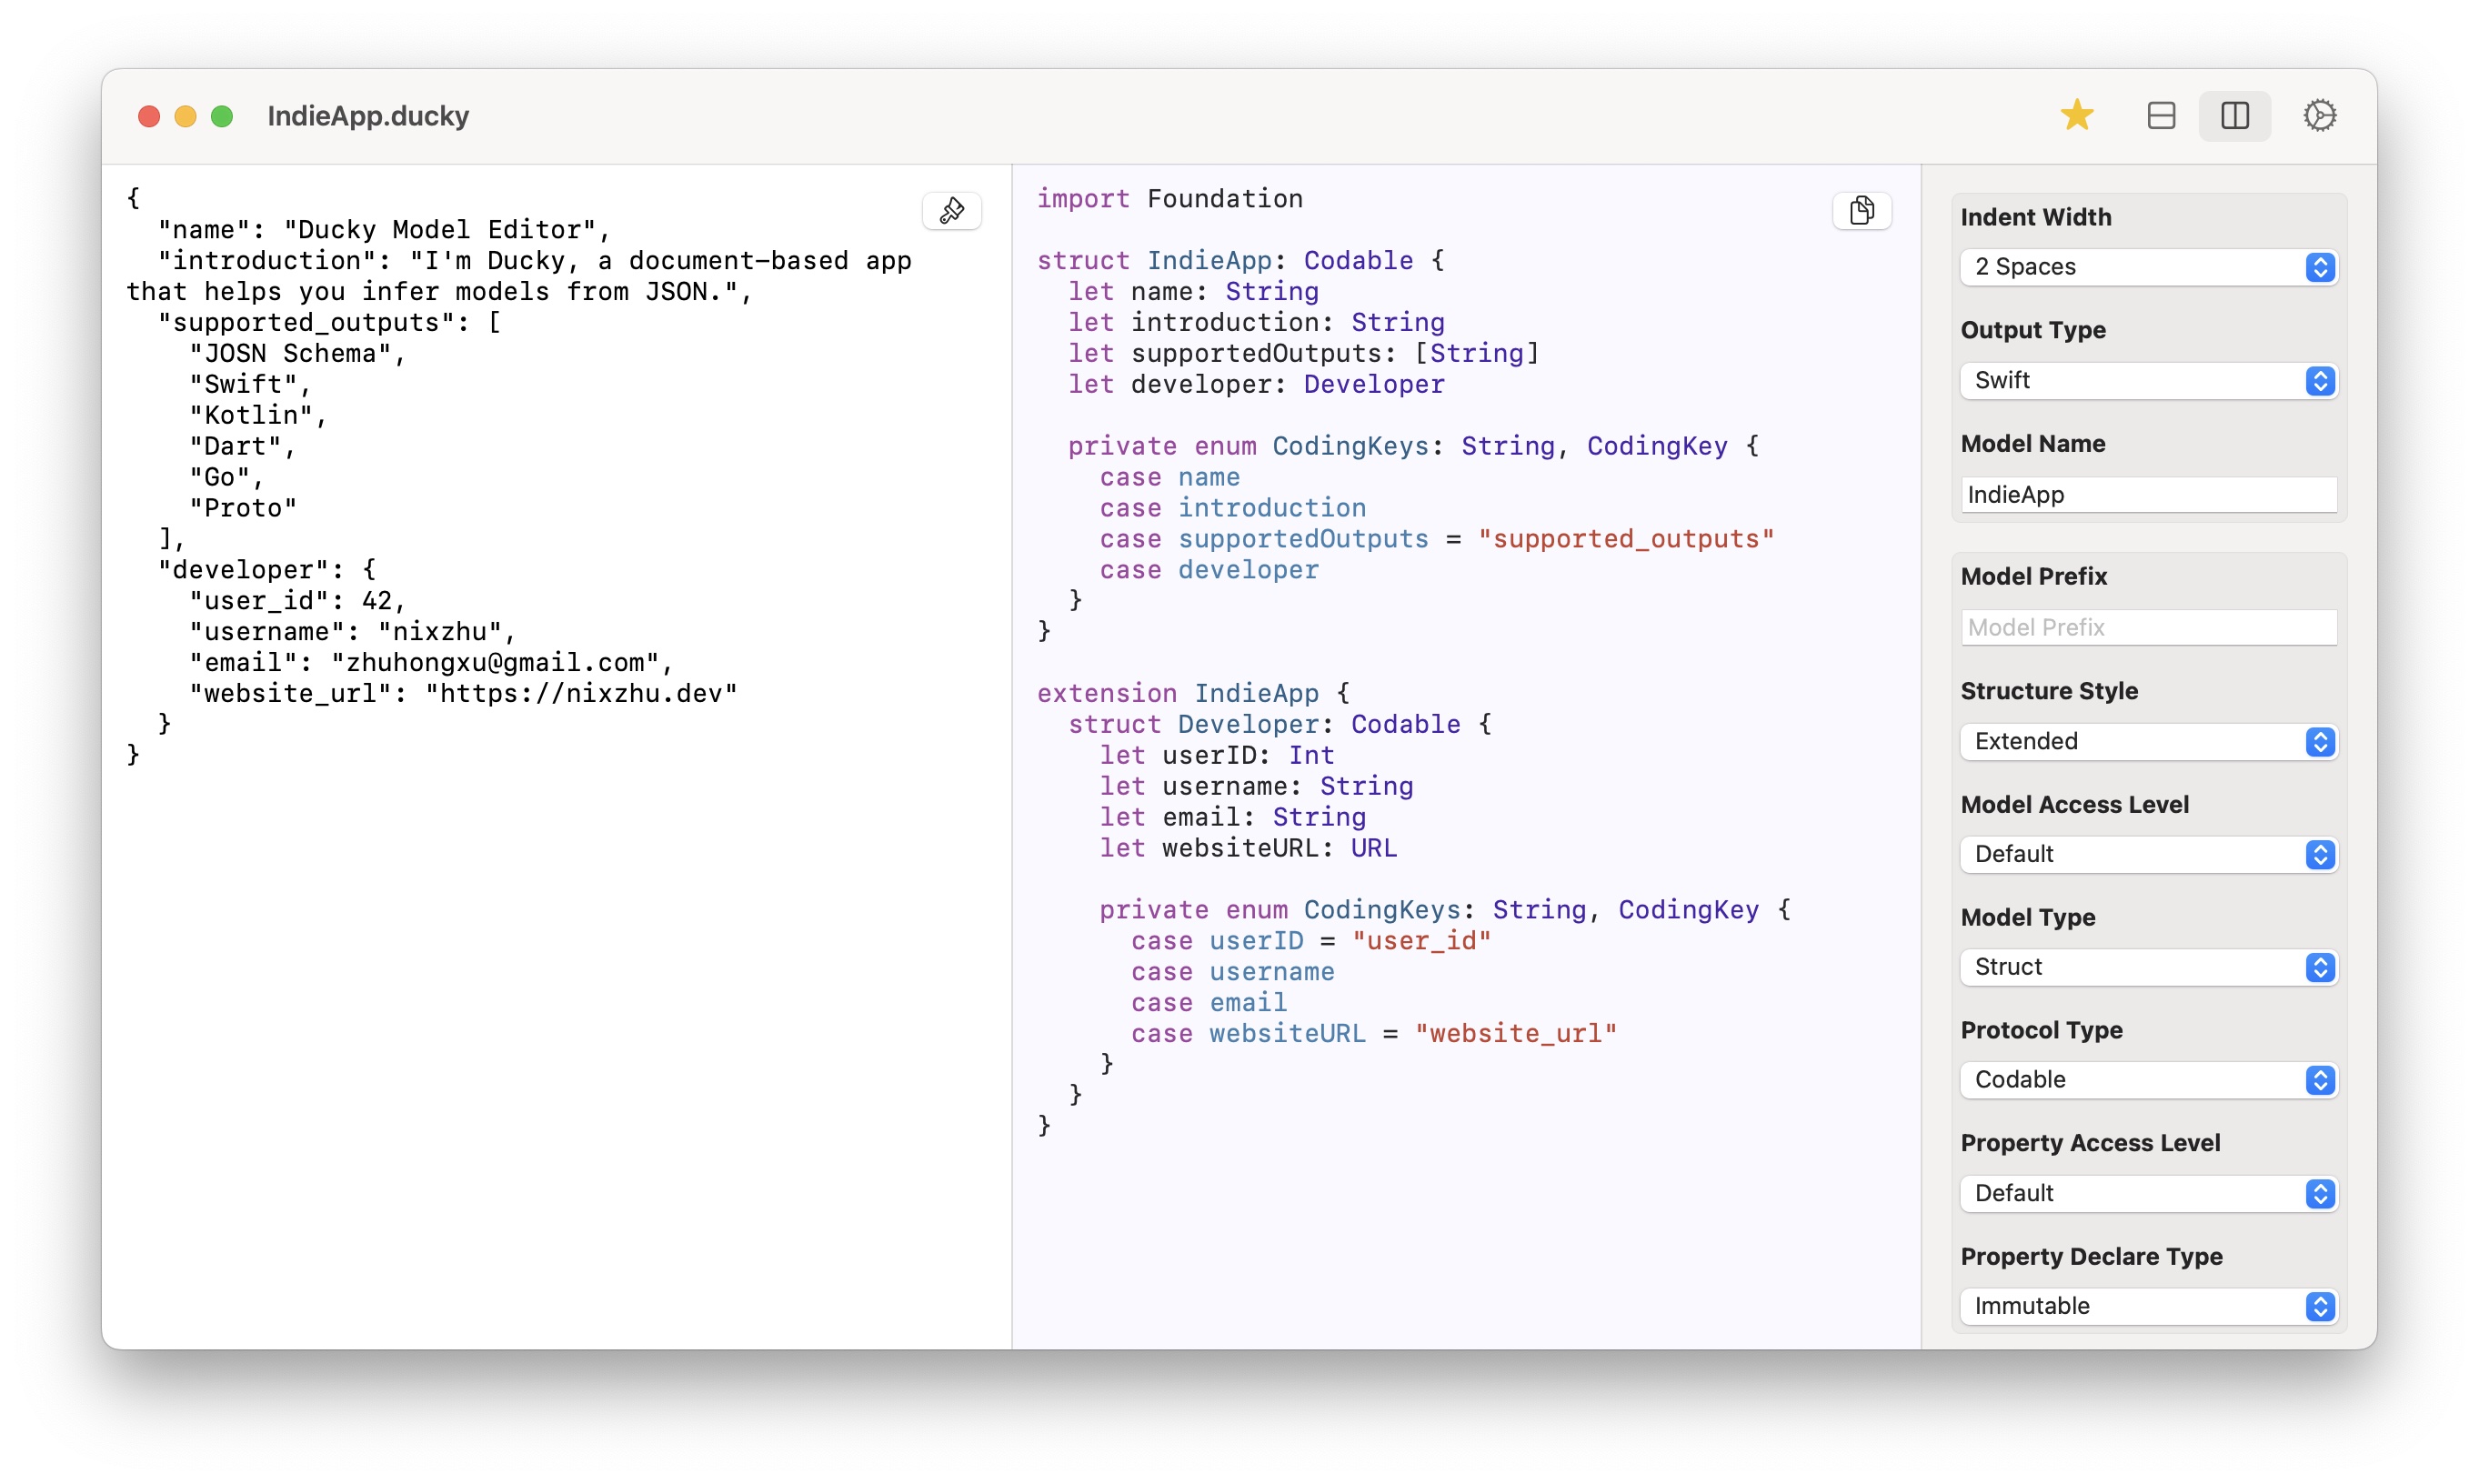 IndieApp.ducky
{
  "name": "Ducky Model Editor",
  "introduction": "I'm Ducky, a document-based app
that helps you infer models from JSON.",
  "supported_outputs": [
    "JOSN Schema",
    "Swift",
    "Kotlin",
    "Dart",
    "Go",
    "Proto"
  ],
  "developer": {
    "user_id": 42,
    "username": "nixzhu",
    "email": "zhuhongxu@gmail.com",
    "website_url": "https://nixzhu.dev"
  }
}
import Foundation

struct IndieApp: Codable {
  let name: String
  let introduction: String
  let supportedOutputs: [String]
  let developer: Developer

  private enum CodingKeys: String, CodingKey {
    case name
    case introduction
    case supportedOutputs = "supported_outputs"
    case developer
  }
}

extension IndieApp {
  struct Developer: Codable {
    let userID: Int
    let username: String
    let email: String
    let websiteURL: URL

    private enum CodingKeys: String, CodingKey {
      case userID = "user_id"
      case username
      case email
      case websiteURL = "website_url"
    }
  }
}
Indent Width
2 Spaces
Output Type
Swift
Model Name
IndieApp
Model Prefix
Model Prefix
Structure Style
Extended
Model Access Level
Default
Model Type
Struct
Protocol Type
Codable
Property Access Level
Default
Property Declare Type
Immutable